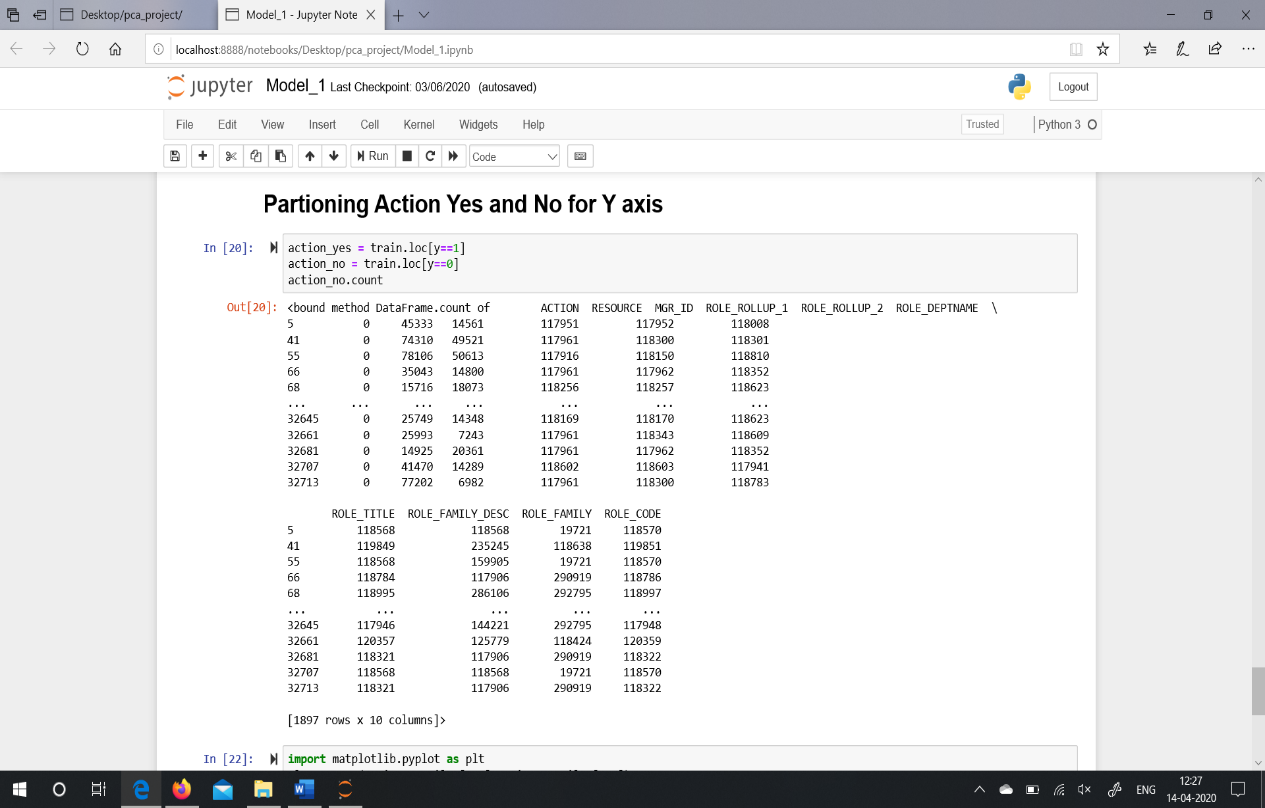 Desktop/pca_project/
Model_1 - Jupyter Note
localhost:8888/notebooks/Desktop/pca_project/Model_1.ipynb
jupyter Model_1 Last Checkpoint: 03/08/2020 (autosaved)
Logout
File Edit View Insert Cell Kernel Widgets Help
Trusted
Python 3
Run
Code
Partioning Action Yes and No for Y axis
In [20]:
action_yes = train.loc[y==1]
action_no = train.loc[y==0]
action_no.count
Out[20]: <bound method DataFrame.count of ACTION RESOURCE MGR_ID ROLE_ROLLUP_1 ROLE_ROLLUP_2 ROLE_DEPTNAME \
5 0 45333 14561 117951 117952 118008
41 0 74310 49521 117961 118300 118301
55 0 78106 50613 117916 118150 118810
66 0 35043 14800 117961 117962 118352
68 0 15716 18073 118256 118257 118623
... ... ... ... ... ... ...
32645 0 25749 14348 118169 118170 118623
32661 0 25993 7243 117961 118343 118609
32681 0 14925 20361 117961 117962 118352
32707 0 41470 14289 118602 118603 117941
32713 0 77202 6982 117961 118300 118783
ROLE_TITLE ROLE_FAMILY_DESC ROLE_FAMILY ROLE_CODE
5 118568 118568 19721 118570
41 119849 235245 118638 119851
55 118568 159905 19721 118570
66 118784 117906 290919 118786
68 118995 286106 292795 118997
... ... ... ... ...
32645 117946 144221 292795 117948
32661 120357 125779 118424 120359
32681 118321 117906 290919 118322
32707 118568 118568 19721 118570
32713 118321 117906 290919 118322
[1897 rows x 10 columns]>
In [22]:
import matplotlib.pyplot as plt
ENG
12:27
14-04-2020